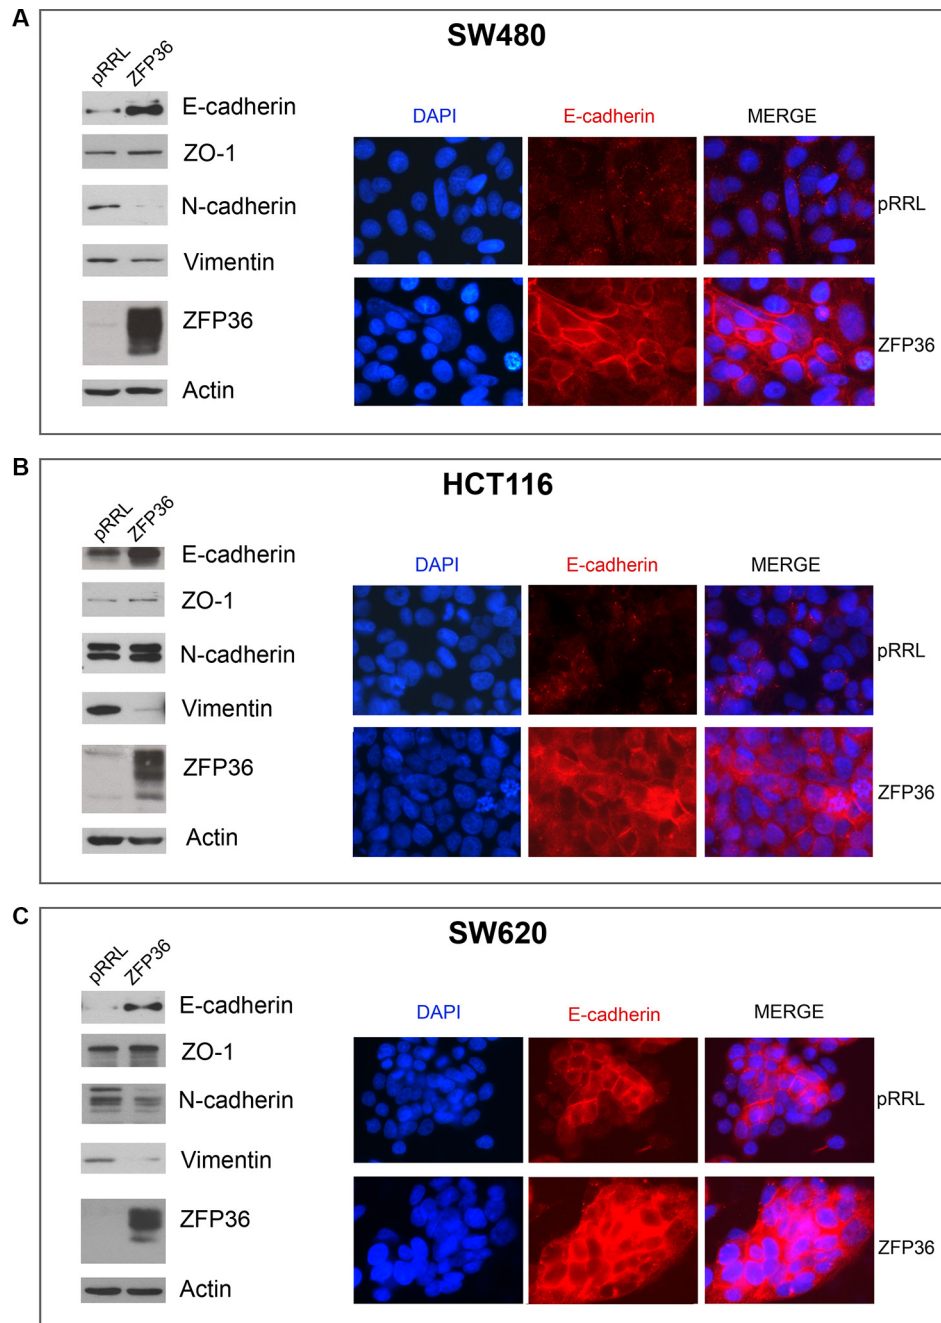 A
SW480
pRRL ZFP36
E-cadherin
ZO-1
N-cadherin
Vimentin
ZFP36
Actin
DAPI E-cadherin MERGE
pRRL
ZFP36
B
HCT116
pRRL ZFP36
E-cadherin
ZO-1
N-cadherin
Vimentin
ZFP36
Actin
DAPI E-cadherin MERGE
pRRL
ZFP36
C
SW620
pRRL ZFP36
E-cadherin
ZO-1
N-cadherin
Vimentin
ZFP36
Actin
DAPI E-cadherin MERGE
pRRL
ZFP36